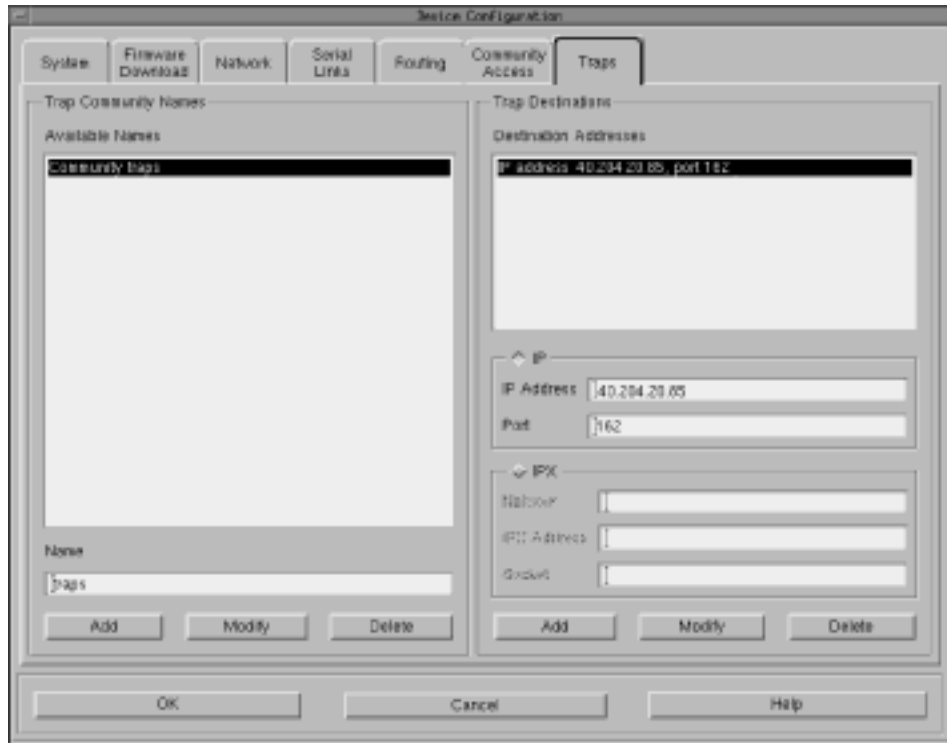 Device Configuration
System
Firmware Download
Network
Serial Links
Routing
Community Access
Traps
Trap Community Names
Available Names
Community traps
Name
traps
Add Modify Delete
Trap Destinations
Destination Addresses
IP address 40.204.20.85, port 162
IP
IP Address 40.204.20.85
Port 162
IPX
Network
IPX Address
Socket
Add Modify Delete
OK Cancel Help